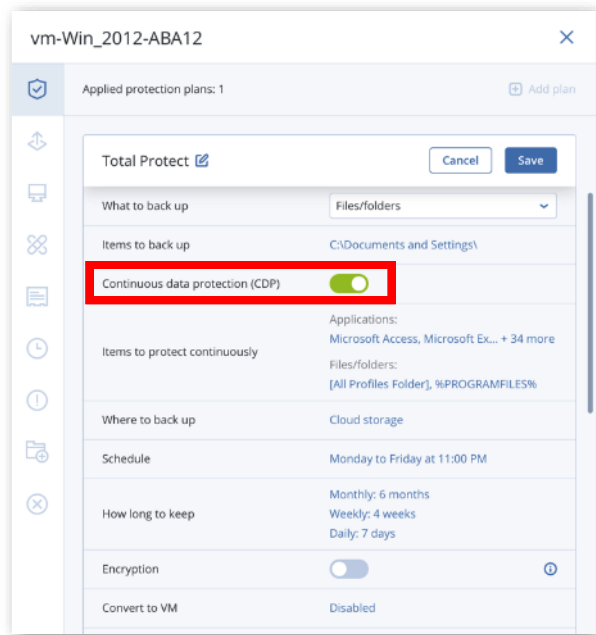 vm-Win_2012-ABA12
Applied protection plans: 1
Add plan
Total Protect
Cancel
Save
What to back up
Files/folders
Items to back up
C:\Documents and Settings\
Continuous data protection (CDP)
Items to protect continuously
Applications:
Microsoft Access, Microsoft Ex... + 34 more
Files/folders:
[All Profiles Folder], %PROGRAMFILES%
Where to back up
Cloud storage
Schedule
Monday to Friday at 11:00 PM
How long to keep
Monthly: 6 months
Weekly: 4 weeks
Daily: 7 days
Encryption
Convert to VM
Disabled